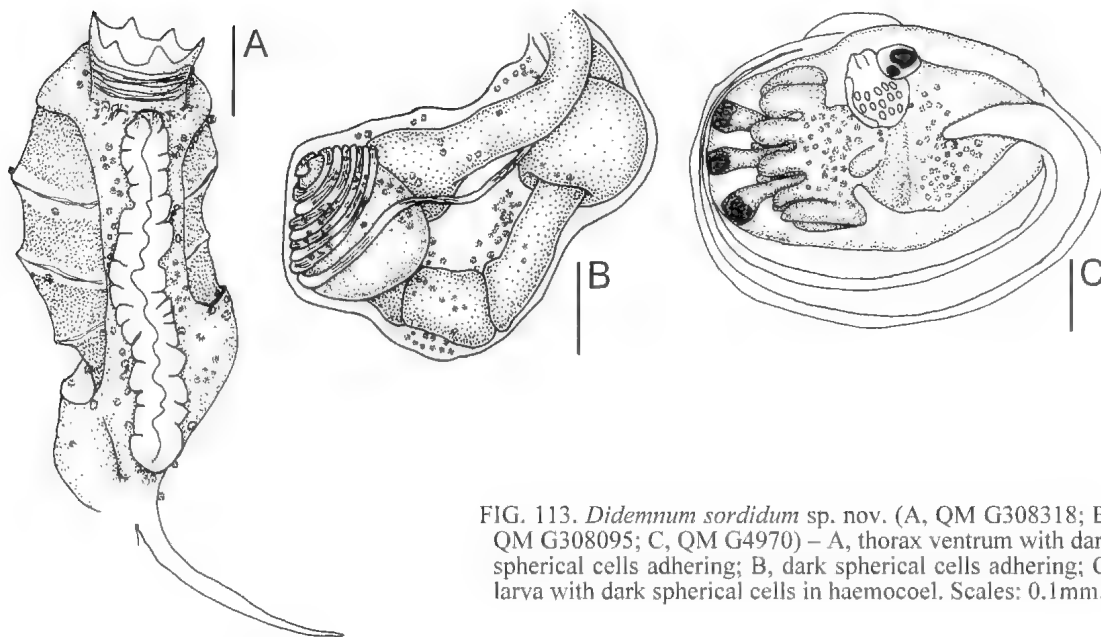 A
B
C
FIG. 113. Didemnum sordidum sp. nov. (A, QM G308318; B
QM G308095; C, QM G4970) – A, thorax ventrum with dar
spherical cells adhering; B, dark spherical cells adhering; C
larva with dark spherical cells in haemocoel. Scales: 0.1mm.